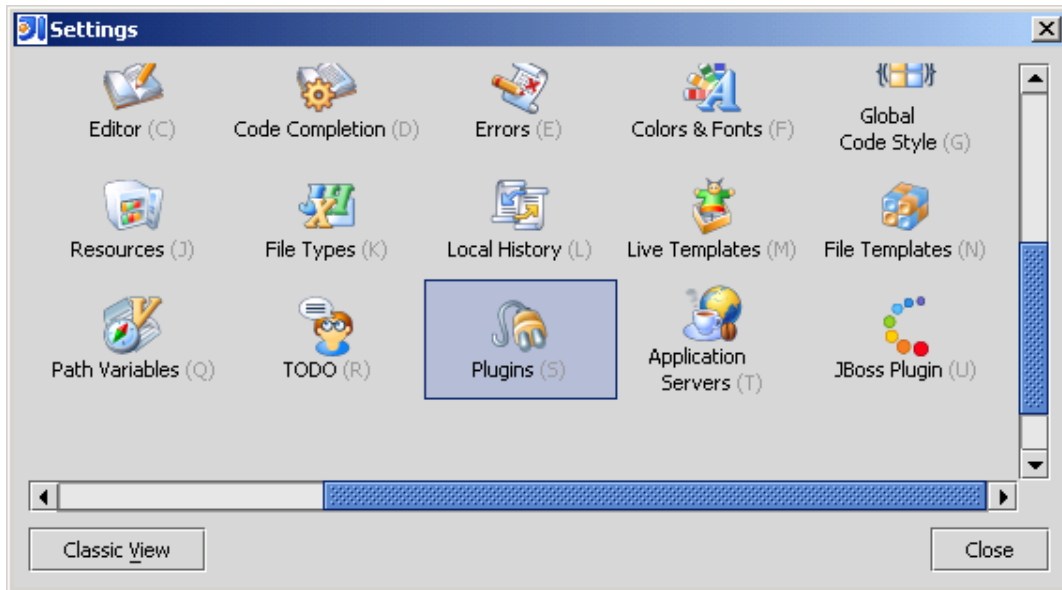 Settings
Editor (C)
Code Completion (D)
Errors (E)
Colors & Fonts (F)
Global
Code Style (G)
Resources (J)
File Types (K)
Local History (L)
Live Templates (M)
File Templates (N)
Path Variables (Q)
TODO (R)
Plugins (S)
Application
Servers (T)
JBoss Plugin (U)
Classic View
Close